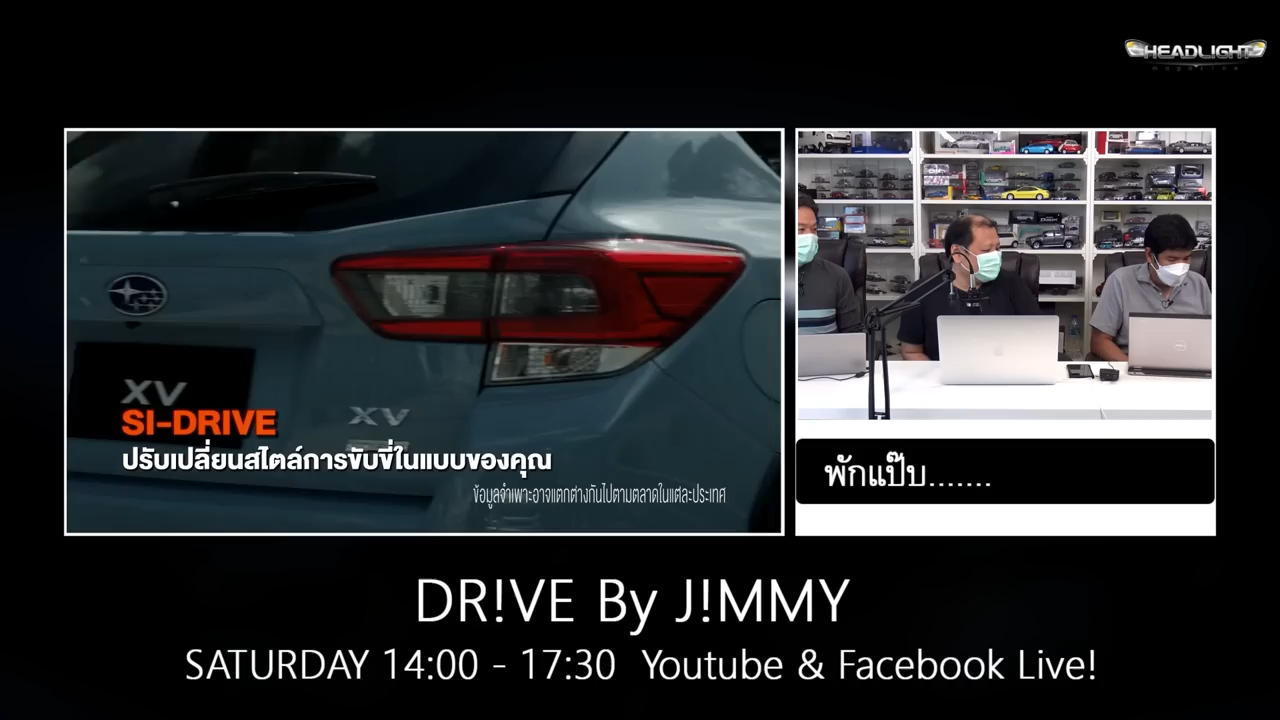 HEADLIGHT
magazine
XV
XV
SI-DRIVE
ปรับเปลี่ยนสไตล์การขับขี่ในแบบของคุณ
ข้อมูลจำเพาะอาจแตกต่างกันไปตามตลาดในแต่ละประเทศ
พักแป๊บ.......
DR!VE By J!MMY
SATURDAY 14:00 - 17:30 Youtube & Facebook Live!